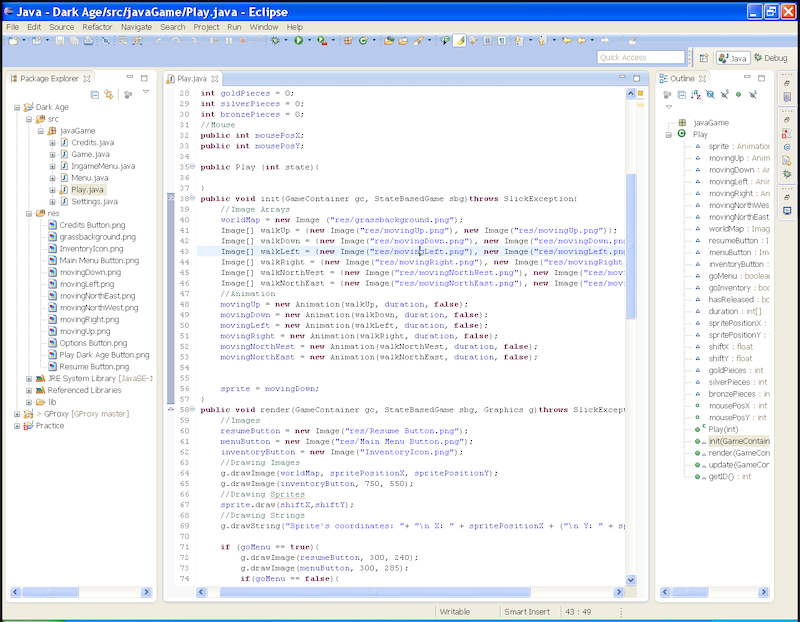 Java - Dark Age/src/javaGame/Play.java - Eclipse
File Edit Source Refactor Navigate Search Project Run Window Help
Quick Access
Java
Debug
Package Explorer
Dark Age
src
javaGame
Credits.java
Game.java
IngameMenu.java
Menu.java
Play.java
Settings.java
res
Credits Button.png
grassbackground.png
InventoryIcon.png
Main Menu Button.png
movingDown.png
movingLeft.png
movingNorthEast.png
movingNorthWest.png
movingRight.png
movingUp.png
Options Button.png
Play Dark Age Button.png
Resume Button.png
JRE System Library [JavaSE-1
Referenced Libraries
lib
> GProxy [GProxy master]
Practice
Play.java
28 int goldPieces = 0;
29 int silverPieces = 0;
30 int bronzePieces = 0;
31 //Mouse
32 public int mousePosX;
33 public int mousePosY;
34
35 public Play (int state){
36
37 }
38 public void init(GameContainer gc, StateBasedGame sbg)throws SlickException{
39 //Image Arrays
40 worldMap = new Image ("res/grassbackground.png");
41 Image[] walkUp = {new Image("res/movingUp.png"), new Image("res/movingUp.png")};
42 Image[] walkDown = {new Image("res/movingDown.png"), new Image("res/movingDown.pn
43 Image[] walkLeft = {new Image("res/movingLeft.png"), new Image("res/movingLeft.pn
44 Image[] walkRight = {new Image("res/movingRight.png"), new Image("res/movingRight
45 Image[] walkNorthWest = {new Image("res/movingNorthWest.png"), new Image("res/mov
46 Image[] walkNorthEast = {new Image("res/movingNorthEast.png"), new Image("res/mov
47 //Animation
48 movingUp = new Animation(walkUp, duration, false);
49 movingDown = new Animation(walkDown, duration, false);
50 movingLeft = new Animation(walkLeft, duration, false);
51 movingRight = new Animation(walkRight, duration, false);
52 movingNorthWest = new Animation(walkNorthWest, duration, false);
53 movingNorthEast = new Animation(walkNorthEast, duration, false);
54
55
56 sprite = movingDown;
57 }
58 public void render(GameContainer gc, StateBasedGame sbg, Graphics g)throws SlickExcept
59 //Images
60 resumeButton = new Image("res/Resume Button.png");
61 menuButton = new Image("res/Main Menu Button.png");
62 inventoryButton = new Image("InventoryIcon.png");
63 //Drawing Images
64 g.drawImage(worldMap, spritePositionX, spritePositionY);
65 g.drawImage(inventoryButton, 750, 550);
66 //Drawing Sprites
67 sprite.draw(shiftX,shiftY);
68 //Drawing Strings
69 g.drawString("Sprite's coordinates: "+ "\n X: " + spritePositionX + ("\n Y: " + sp
70
71 if (goMenu == true){
72 g.drawImage(resumeButton, 300, 240);
73 g.drawImage(menuButton, 300, 285);
74 if(goMenu == false){
Outline
javaGame
Play
sprite : Animation
movingUp : Anim
movingDown : Ani
movingLeft : Anim
movingRight : Ani
movingNorthWes
movingNorthEast
worldMap : Imag
resumeButton : I
menuButton : Im
inventoryButton
goMenu : boolea
goInventory : bo
hasReleased : bo
duration : int[]
spritePositionX :
spritePositionY :
shiftX : float
shiftY : float
goldPieces : int
silverPieces : int
bronzePieces : int
mousePosX : int
mousePosY : int
Play(int)
init(GameContain
render(GameCon
update(GameCor
getID() : int
Writable
Smart Insert
43 : 49